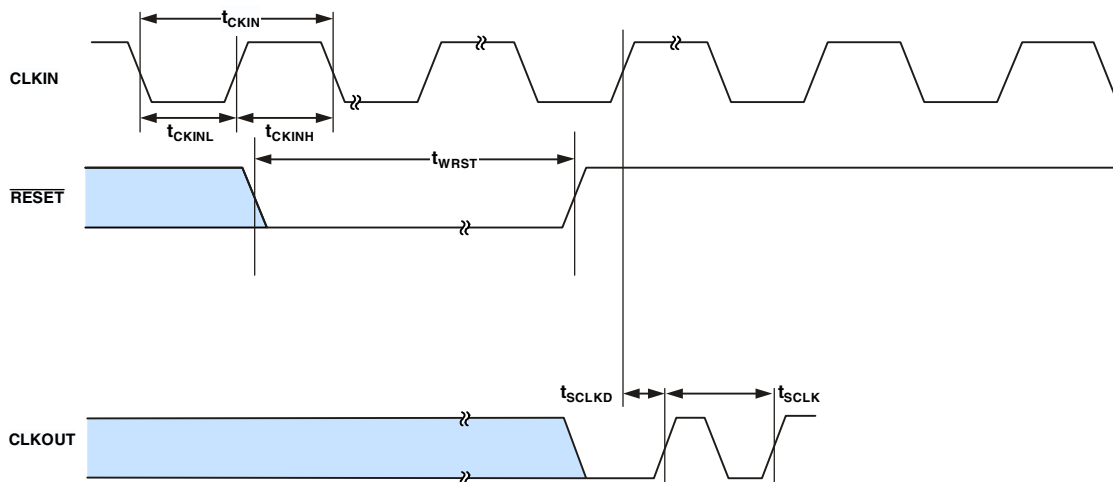 tCKIN
CLKIN
tCKINL
tCKINH
tWRST
RESET
tSCLKD
tSCLK
CLKOUT